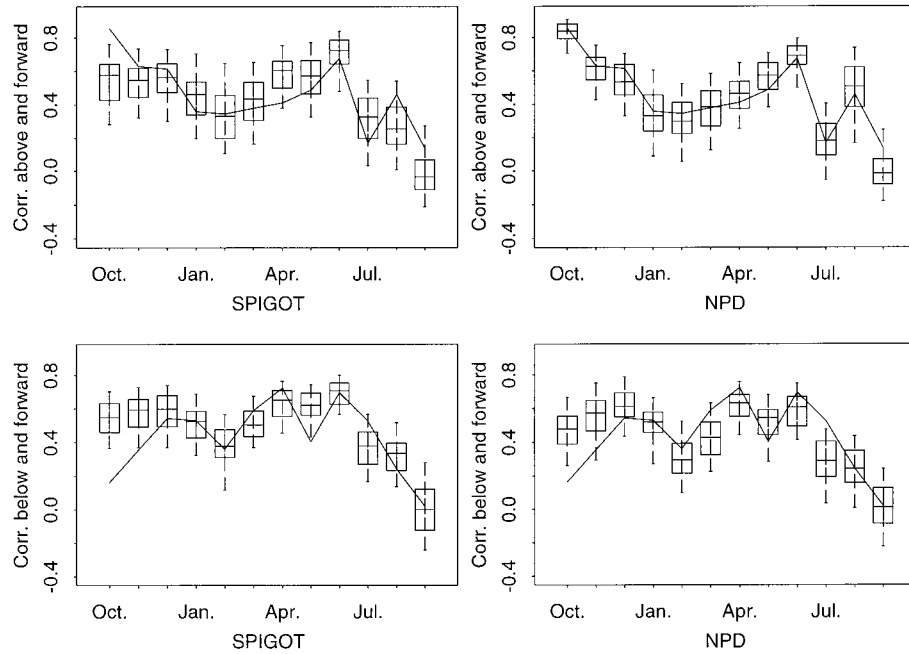 Corr. above and forward
0.8
0.4
0.0
-0.4
Oct. Jan. Apr. Jul.
SPIGOT
Corr. above and forward
0.8
0.4
0.0
-0.4
Oct. Jan. Apr. Jul.
NPD
Corr. below and forward
0.8
0.4
0.0
-0.4
Oct. Jan. Apr. Jul.
SPIGOT
Corr. below and forward
0.8
0.4
0.0
-0.4
Oct. Jan. Apr. Jul.
NPD